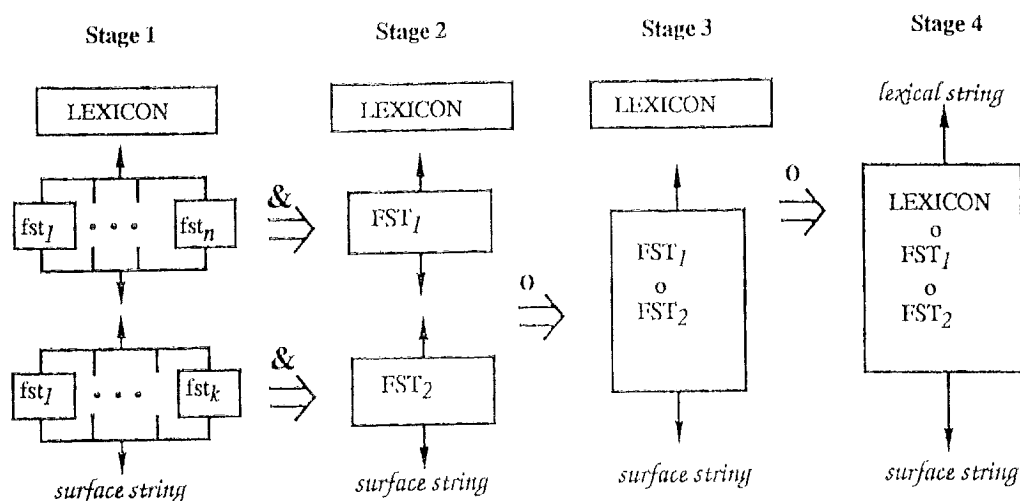 Stage 1
Stage 2
Stage 3
Stage 4
LEXICON
LEXICON
LEXICON
lexical string
fst1 • • • fstn
&
FST1
o
FST1
o
FST2
o
LEXICON
o
FST1
o
FST2
fst1 • • • fstk
&
FST2
surface string
surface string
surface string
surface string